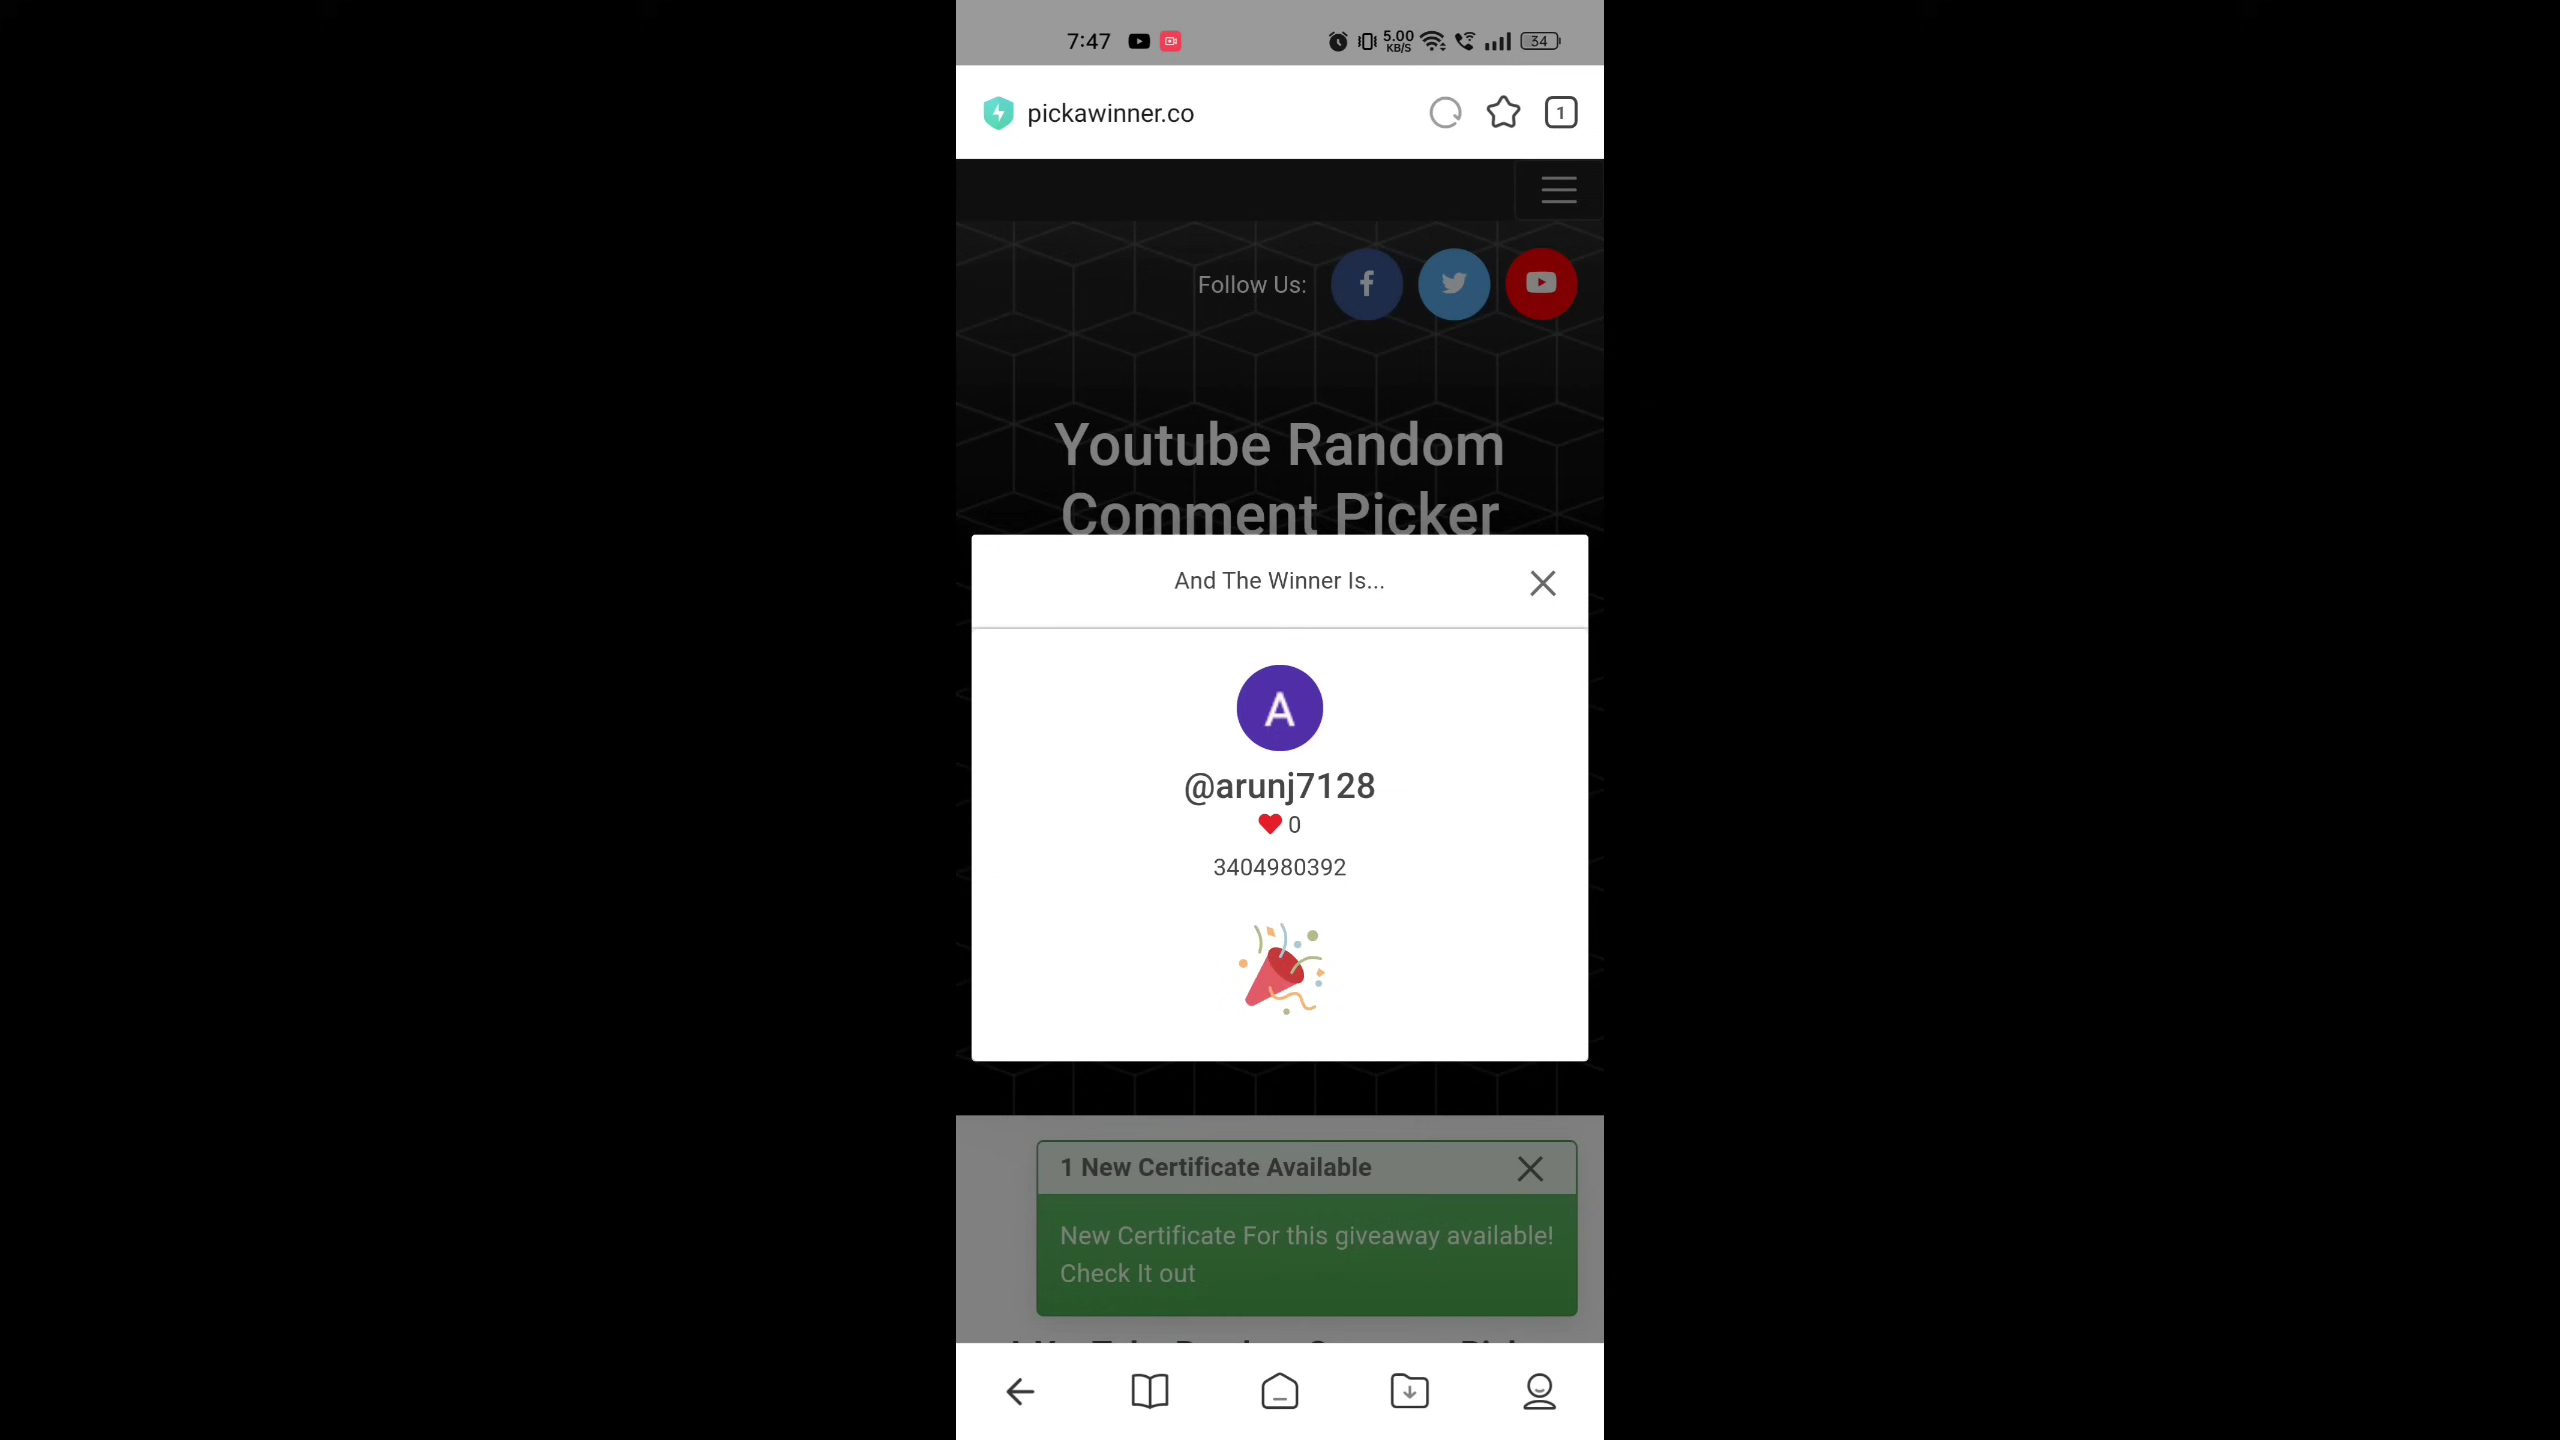 7:47
5.00
KB/S
34
pickawinner.co
1
Follow Us:
Youtube Random
Comment Picker
And The Winner Is...
A
@arunj7128
0
3404980392
1 New Certificate Available
New Certificate For this giveaway available!
Check It out